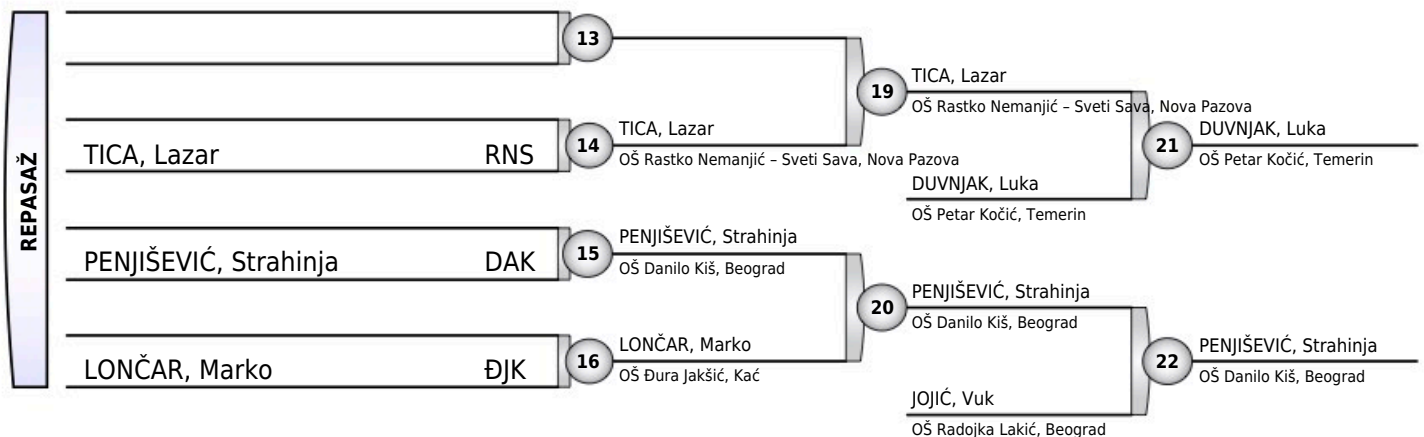 REPASAŽ
13
TICA, Lazar RNS
14
TICA, Lazar
OŠ Rastko Nemanjić – Sveti Sava, Nova Pazova
19
TICA, Lazar
OŠ Rastko Nemanjić – Sveti Sava, Nova Pazova
DUVNJAK, Luka
OŠ Petar Kočić, Temerin
21
DUVNJAK, Luka
OŠ Petar Kočić, Temerin
PENJIŠEVIĆ, Strahinja DAK
15
PENJIŠEVIĆ, Strahinja
OŠ Danilo Kiš, Beograd
LONČAR, Marko ĐJK
16
LONČAR, Marko
OŠ Đura Jakšić, Kać
20
PENJIŠEVIĆ, Strahinja
OŠ Danilo Kiš, Beograd
JOJIĆ, Vuk
OŠ Radojka Lakić, Beograd
22
PENJIŠEVIĆ, Strahinja
OŠ Danilo Kiš, Beograd